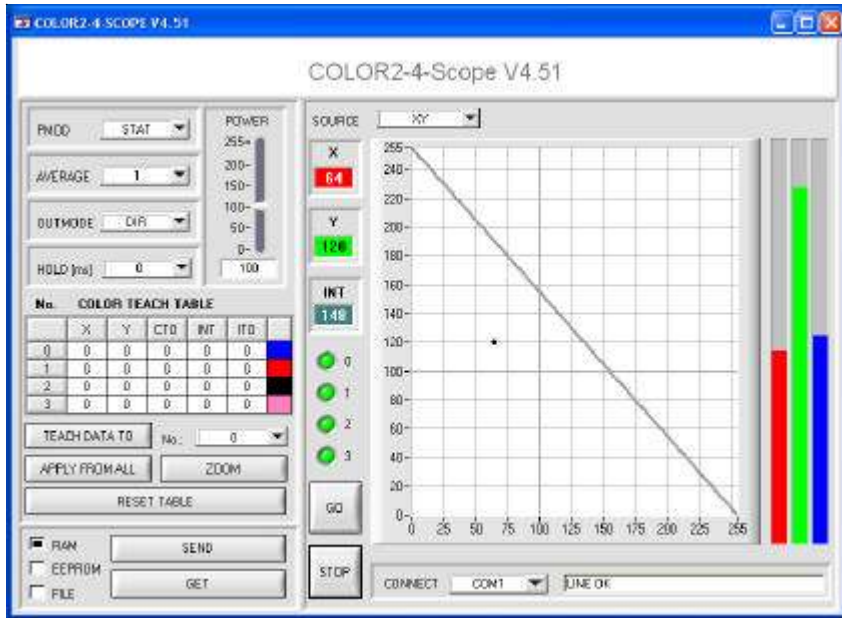 COLOR2-4 SCOPE V4.51
COLOR2-4-Scope V4.51
PMOD STAT
AVERAGE 1
OUTMODE DIR
HOLD [ms] 0
POWER
255
200
150
100
50
0
100
No. COLOR TEACH TABLE
X Y CTO INT ITO
0 0 0 0 0 0
1 0 0 0 0 0
2 0 0 0 0 0
3 0 0 0 0 0
TEACH DATA TO No.: 0
APPLY FROM ALL ZOOM
RESET TABLE
RAM
EEPROM
FILE
SEND
GET
SOURCE XY
X
64
Y
120
INT
148
0
1
2
3
GO
STOP
255
240
220
200
180
160
140
120
100
80
60
40
20
0
0 25 50 75 100 125 150 175 200 225 255
CONNECT COM1 LINE OK